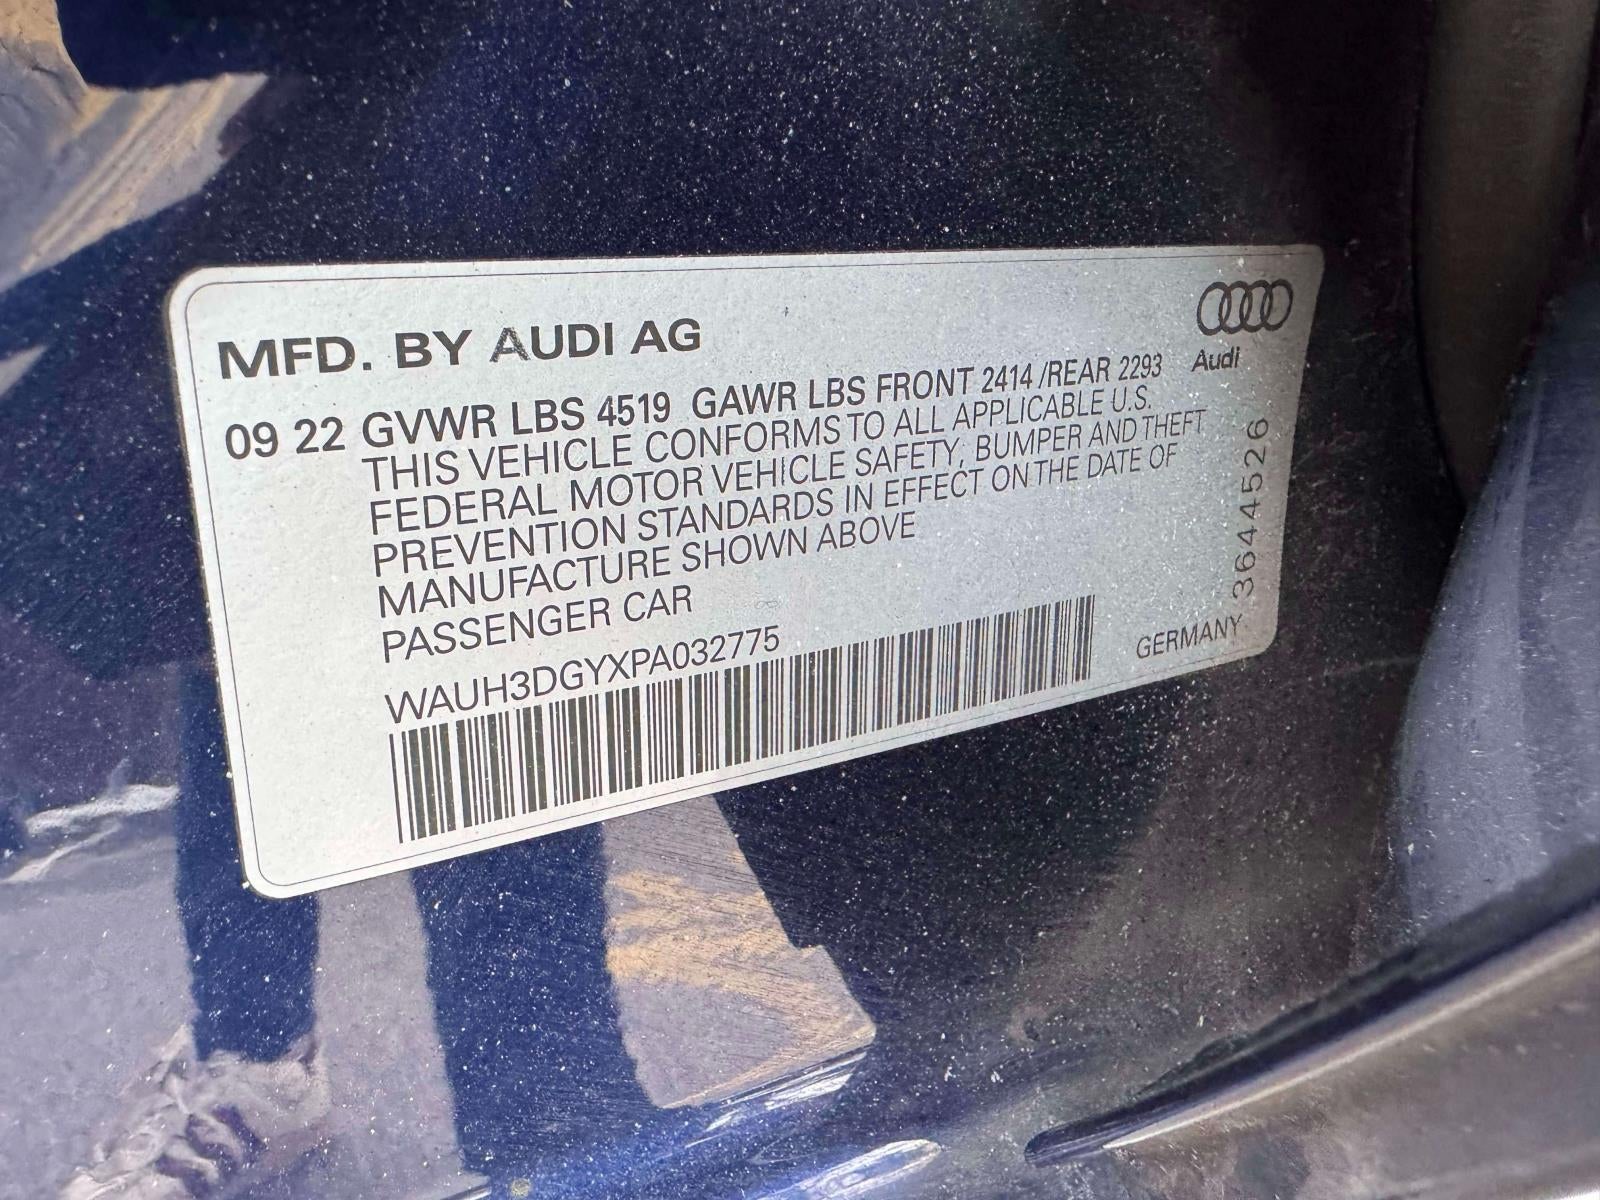 MFD. BY AUDI AG
Audi
09 22 GVWR LBS 4519 GAWR LBS FRONT 2414 /REAR 2293
THIS VEHICLE CONFORMS TO ALL APPLICABLE U.S.
FEDERAL MOTOR VEHICLE SAFETY, BUMPER AND THEFT
PREVENTION STANDARDS IN EFFECT ON THE DATE OF
MANUFACTURE SHOWN ABOVE
PASSENGER CAR
WAUH3DGYXPA032775
GERMANY
3644526